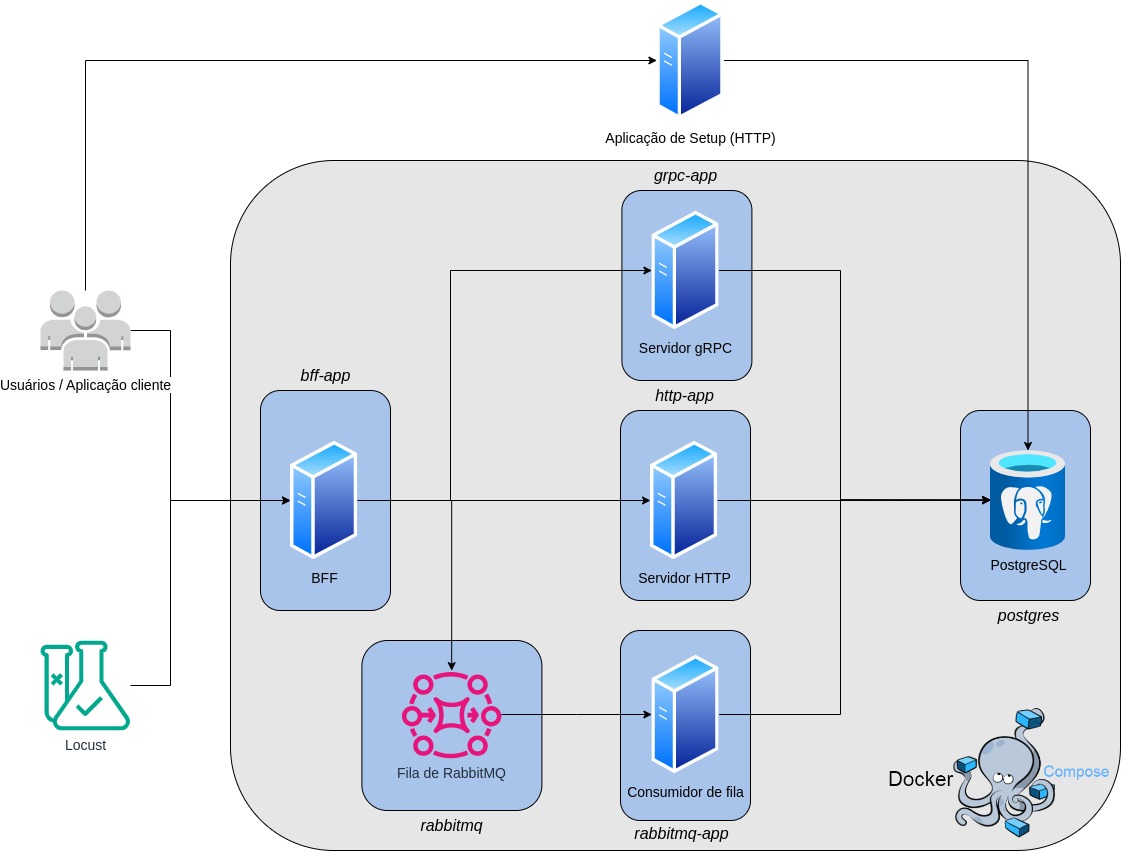 Aplicação de Setup (HTTP)
grpc-app
Servidor gRPC
Usuários / Aplicação cliente
bff-app
BFF
http-app
Servidor HTTP
PostgreSQL
postgres
Locust
Fila de RabbitMQ
rabbitmq
Consumidor de fila
rabbitmq-app
Docker
Compose